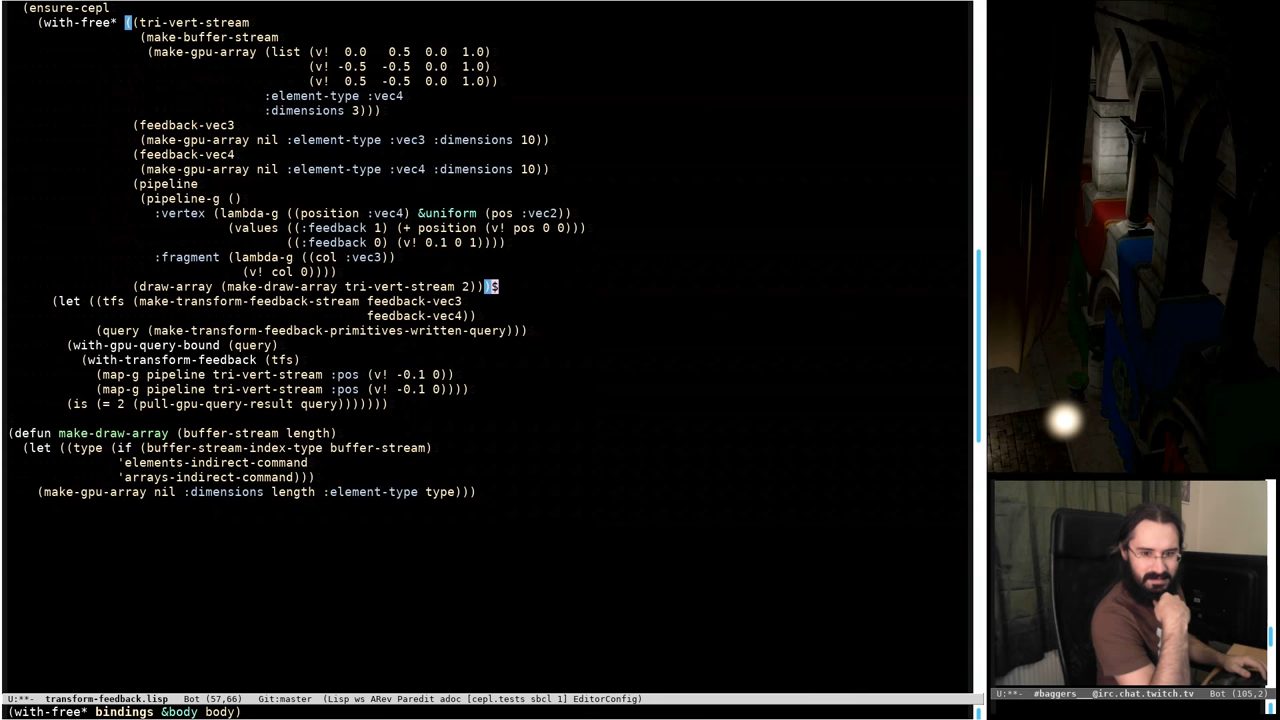 (ensure-cepl
(with-free* ((tri-vert-stream
(make-buffer-stream
(make-gpu-array (list (v!  0.0   0.5  0.0  1.0)
(v! -0.5  -0.5  0.0  1.0)
(v!  0.5  -0.5  0.0  1.0))
:element-type :vec4
:dimensions 3)))
(feedback-vec3
(make-gpu-array nil :element-type :vec3 :dimensions 10))
(feedback-vec4
(make-gpu-array nil :element-type :vec4 :dimensions 10))
(pipeline
(pipeline-g ()
:vertex (lambda-g ((position :vec4) &uniform (pos :vec2))
(values ((:feedback 1) (+ position (v! pos 0 0)))
((:feedback 0) (v! 0.1 0 1))))
:fragment (lambda-g ((col :vec3))
(v! col 0))))
(draw-array (make-draw-array tri-vert-stream 2)))$
(let ((tfs (make-transform-feedback-stream feedback-vec3
feedback-vec4))
(query (make-transform-feedback-primitives-written-query)))
(with-gpu-query-bound (query)
(with-transform-feedback (tfs)
(map-g pipeline tri-vert-stream :pos (v! -0.1 0))
(map-g pipeline tri-vert-stream :pos (v! -0.1 0))))
(is (= 2 (pull-gpu-query-result query)))))))
(defun make-draw-array (buffer-stream length)
(let ((type (if (buffer-stream-index-type buffer-stream)
'elements-indirect-command
'arrays-indirect-command)))
(make-gpu-array nil :dimensions length :element-type type)))
U:**-  transform-feedback.lisp   Bot (57,66)   Git:master  (Lisp ws ARev Paredit adoc [cepl.tests sbcl 1] EditorConfig)
(with-free* bindings &body body)
U:**-  #baggers___@irc.chat.twitch.tv   Bot (105,2)